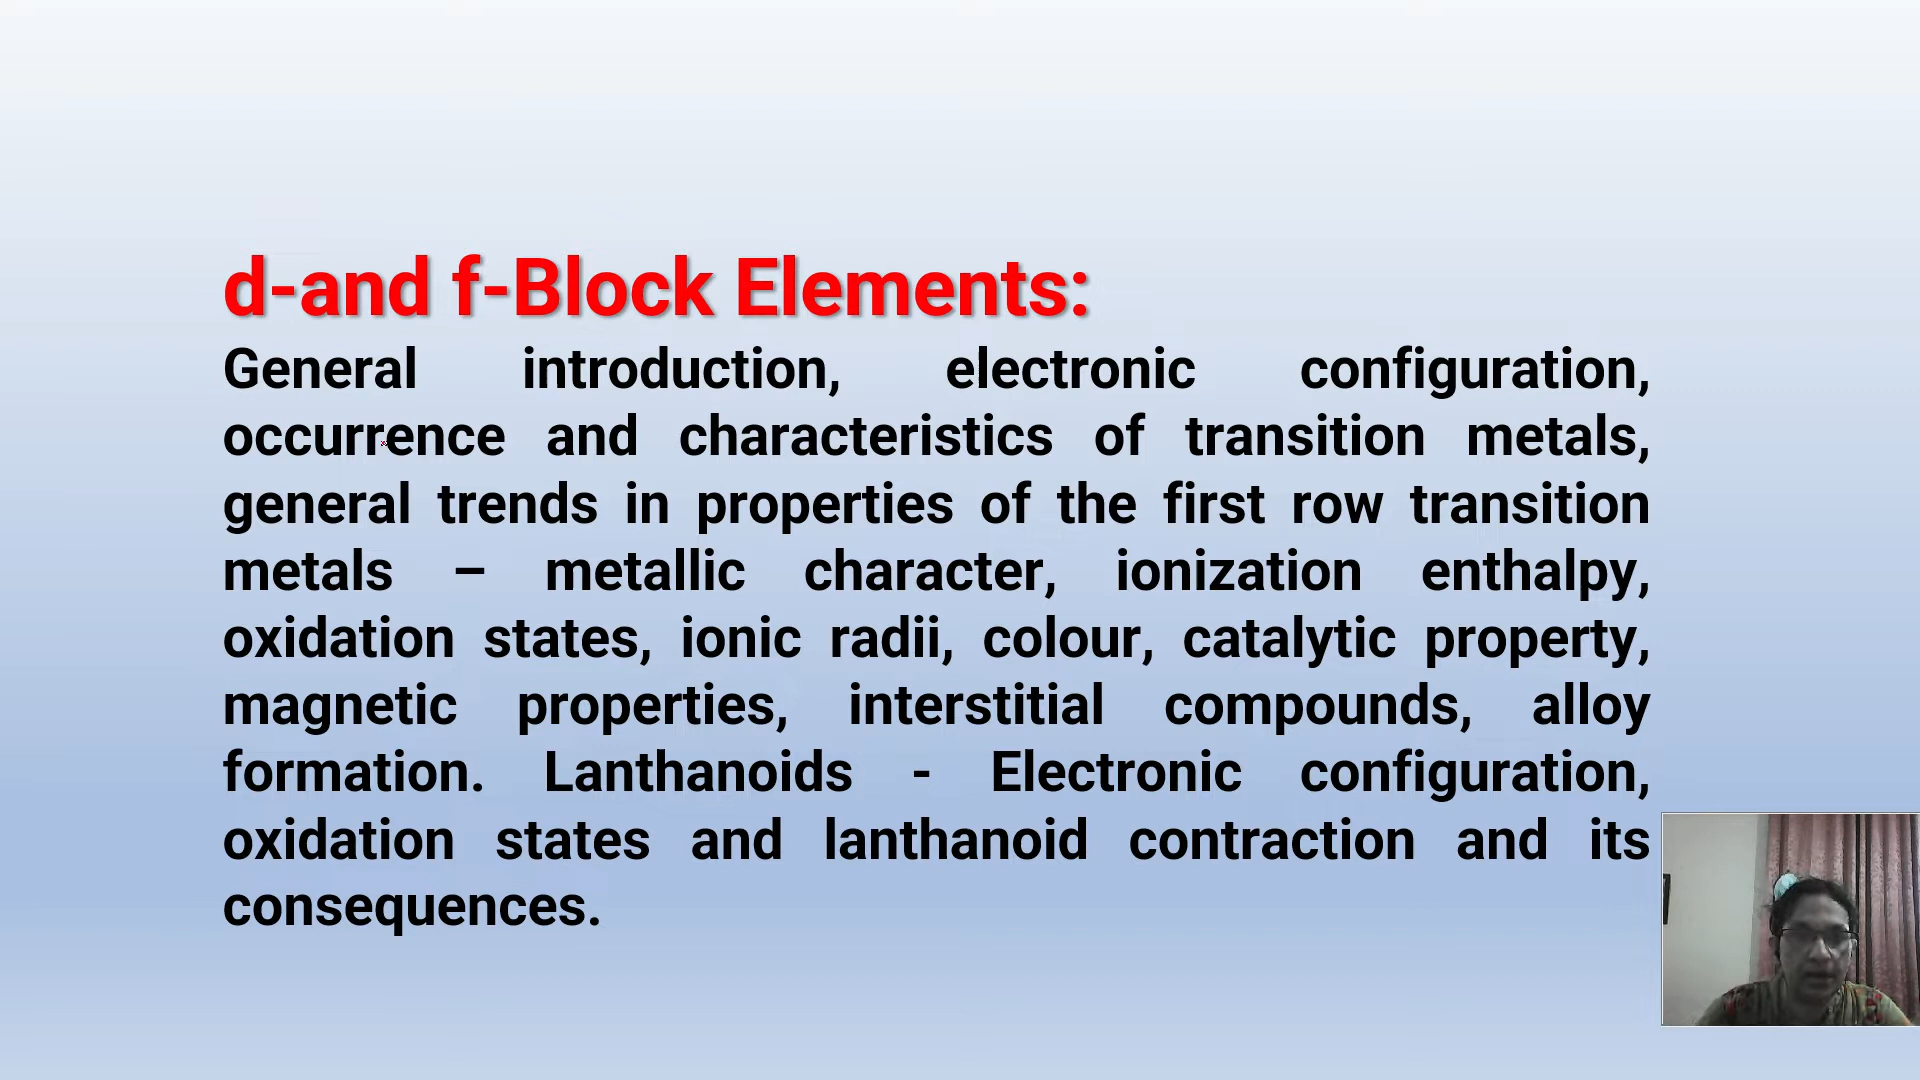 d-and f-Block Elements:
General introduction, electronic configuration,
occurrence and characteristics of transition metals,
general trends in properties of the first row transition
metals – metallic character, ionization enthalpy,
oxidation states, ionic radii, colour, catalytic property,
magnetic properties, interstitial compounds, alloy
formation. Lanthanoids - Electronic configuration,
oxidation states and lanthanoid contraction and its
consequences.